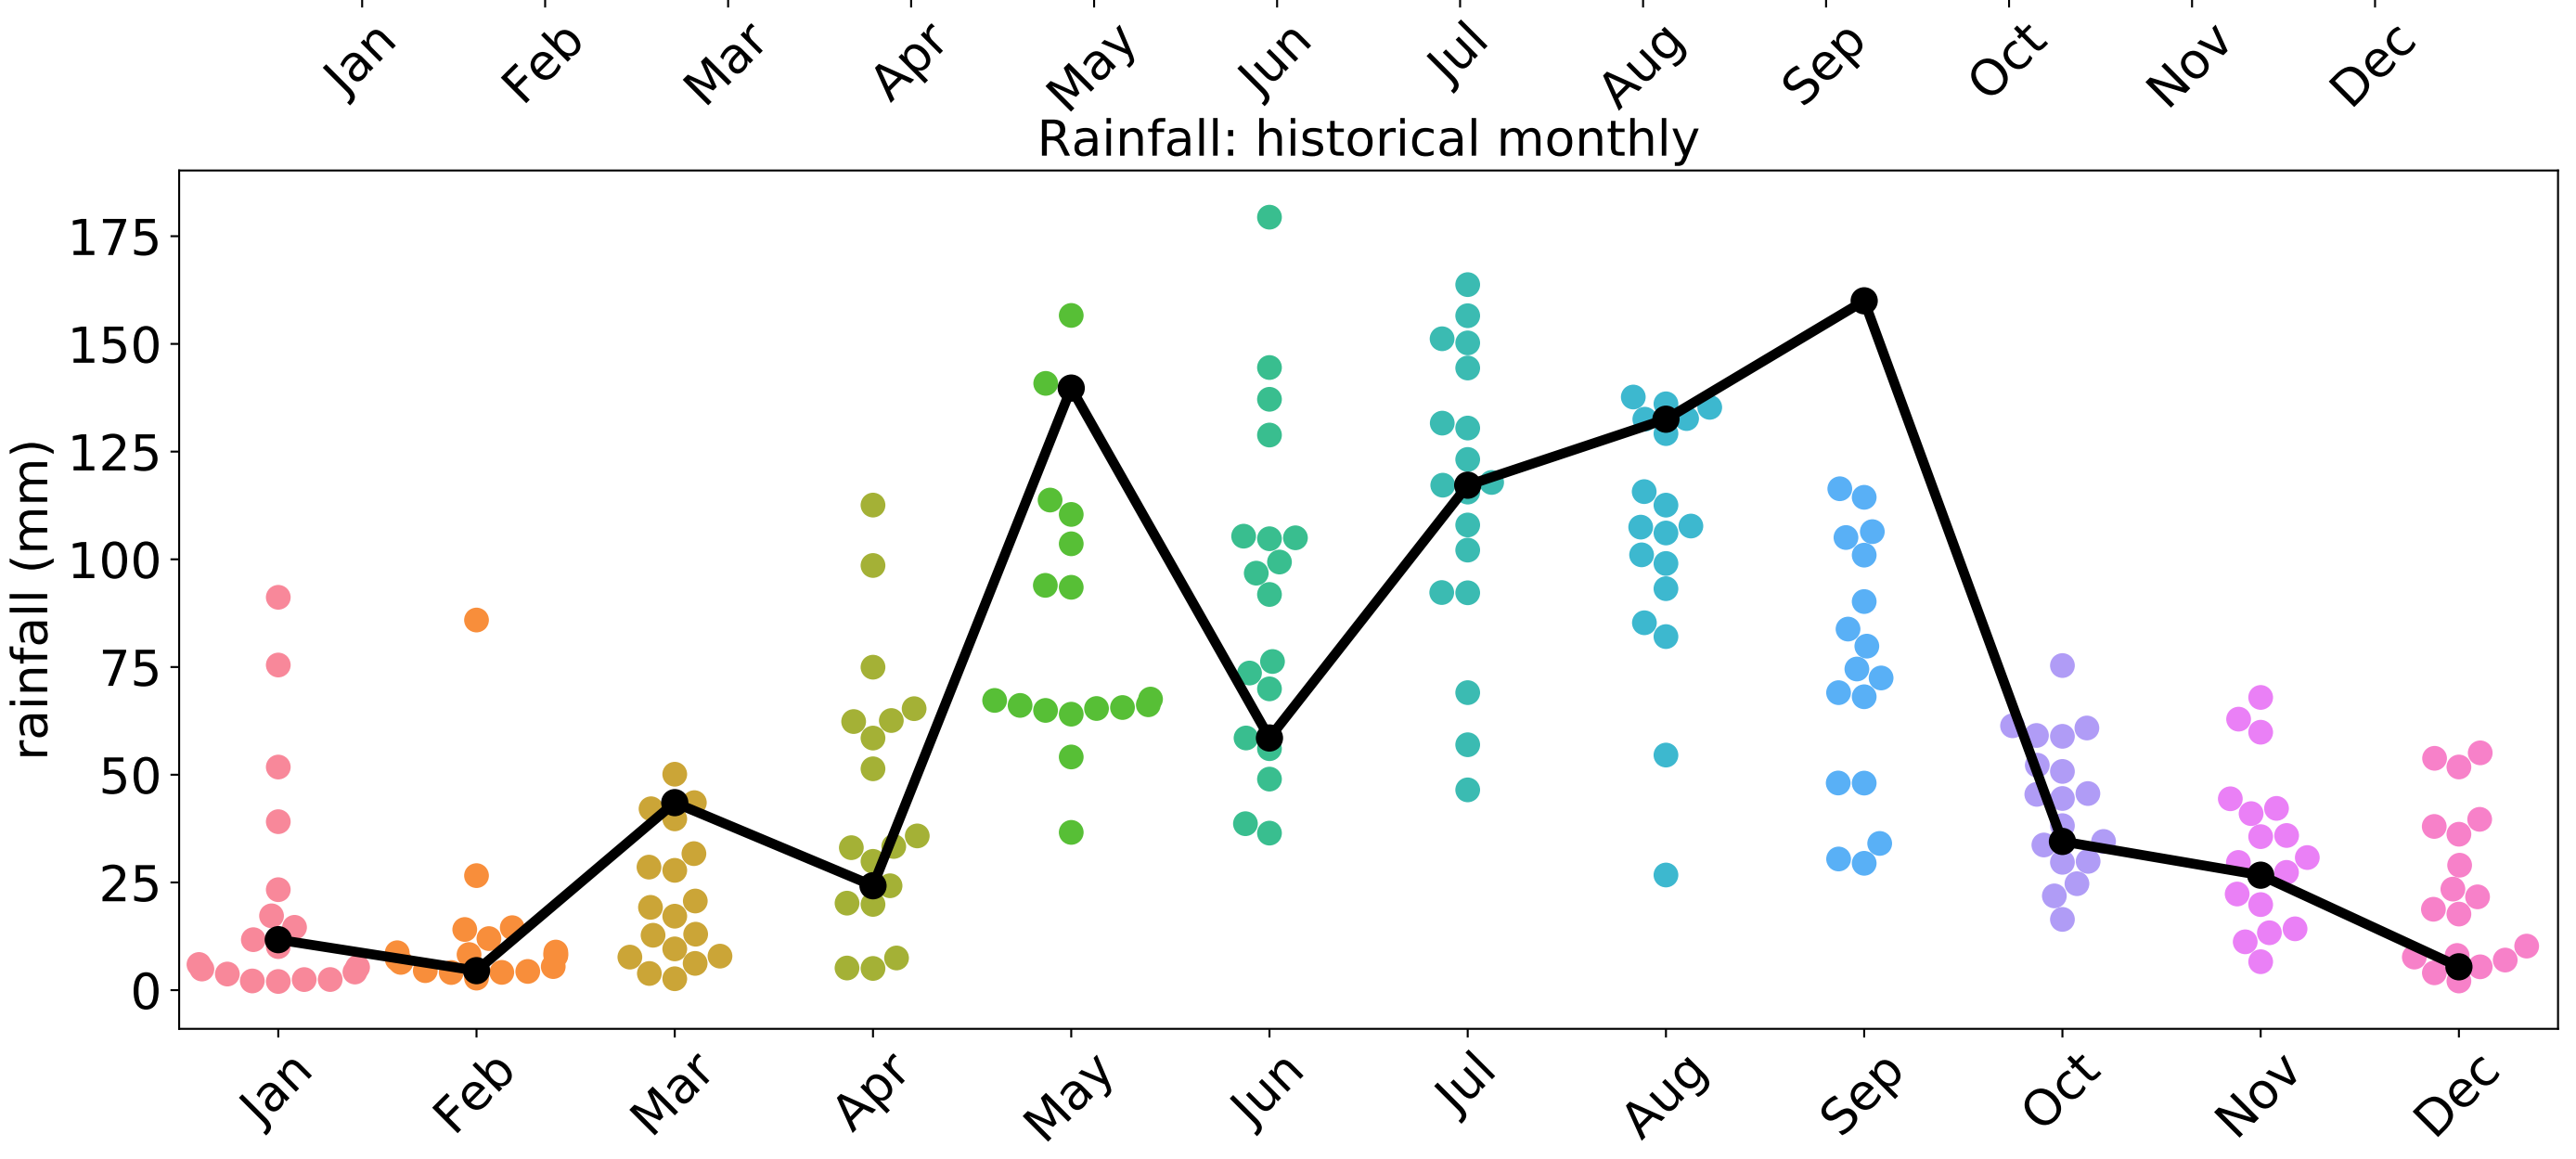 Jan Feb Mar Apr May Jun Jul Aug Sep Oct Nov Dec
Rainfall: historical monthly
rainfall (mm)
175
150
125
100
75
50
25
0
Jan Feb Mar Apr May Jun Jul Aug Sep Oct Nov Dec